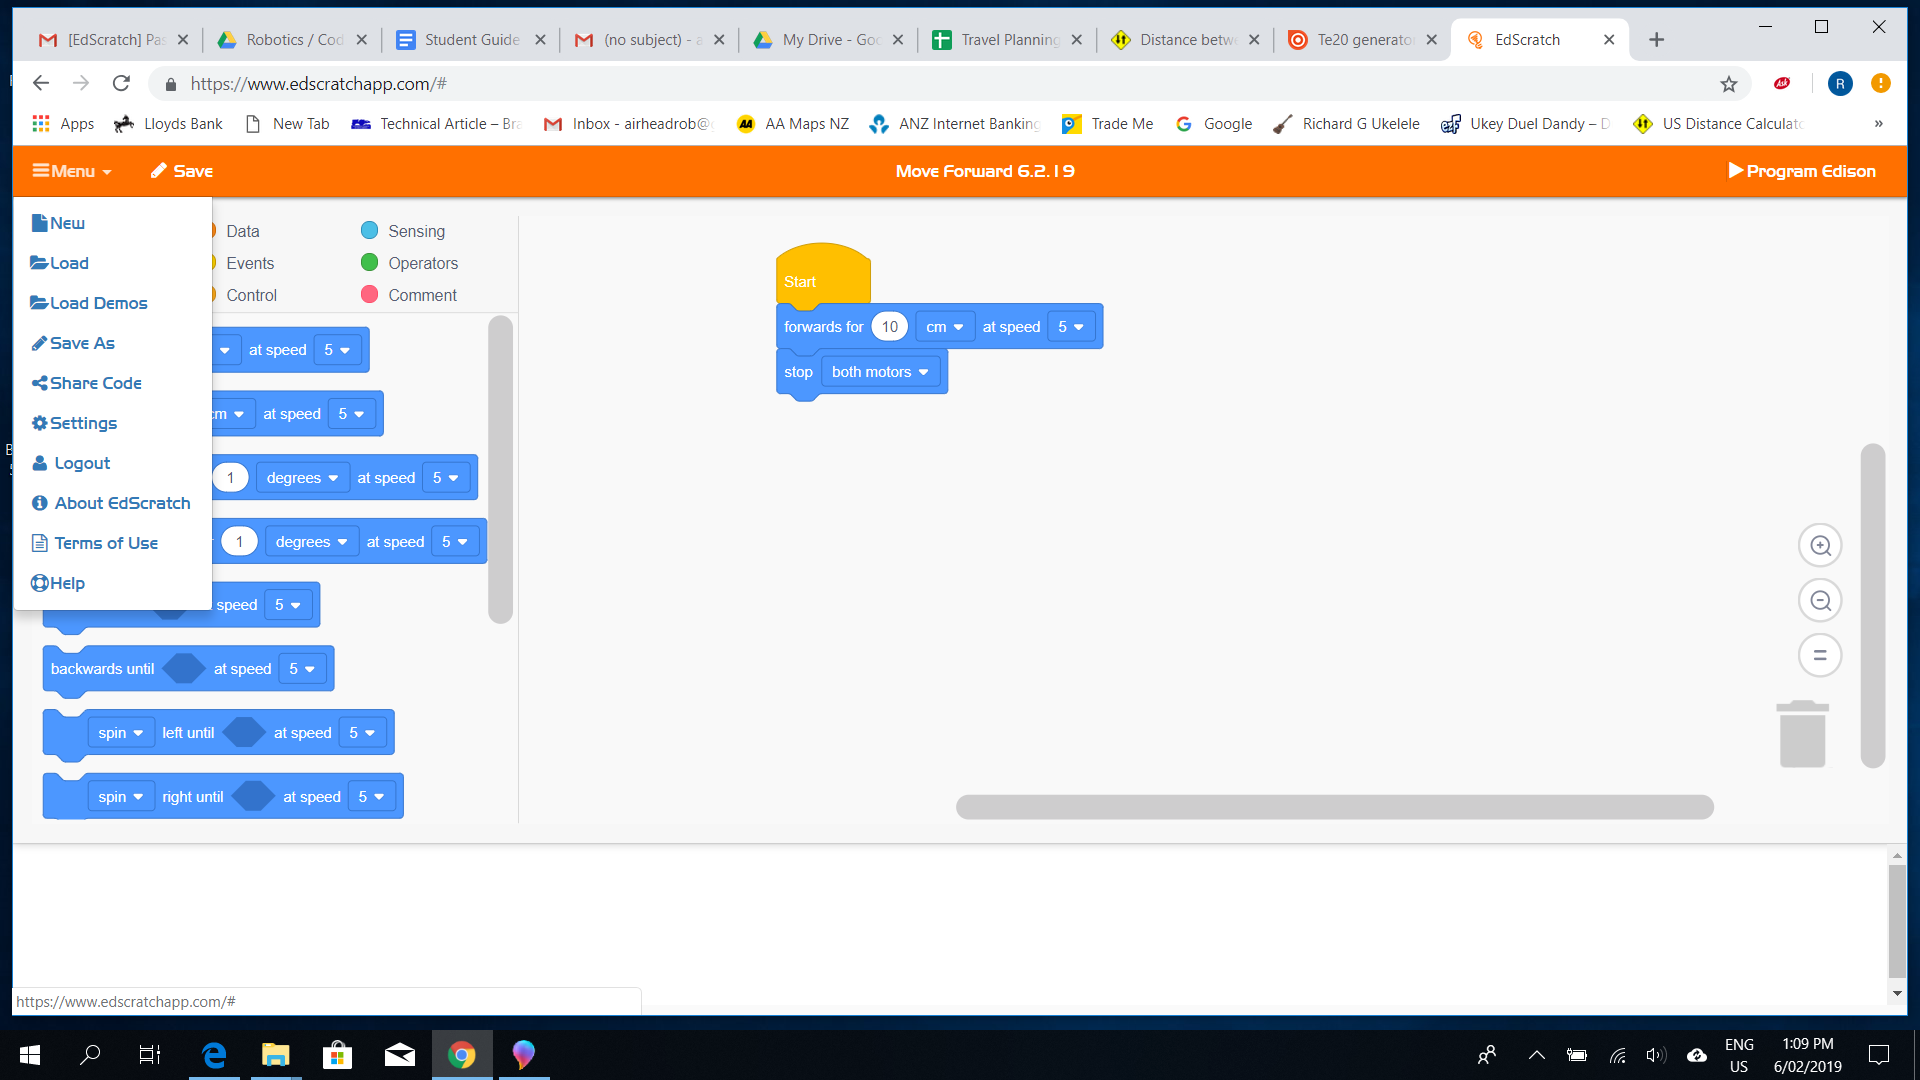 [EdScratch] Pas
Robotics / Cod
Student Guide
(no subject) - a
My Drive - Goo
Travel Planning
Distance betwe
Te20 generator
EdScratch
https://www.edscratchapp.com/#
Ask
R
Apps
Lloyds Bank
New Tab
Technical Article – Bra
Inbox - airheadrob@g
AA Maps NZ
ANZ Internet Banking
Trade Me
Google
Richard G Ukelele
Ukey Duel Dandy – D
US Distance Calculato
»
Menu
Save
Move Forward 6.2.19
Program Edison
New
Load
Load Demos
Save As
Share Code
Settings
Logout
About EdScratch
Terms of Use
Help
Data
Sensing
Events
Operators
Control
Comment
at speed 5
cm at speed 5
1 degrees at speed 5
1 degrees at speed 5
speed 5
backwards until at speed 5
spin left until at speed 5
spin right until at speed 5
Start
forwards for 10 cm at speed 5
stop both motors
https://www.edscratchapp.com/#
ENG
US
1:09 PM
6/02/2019